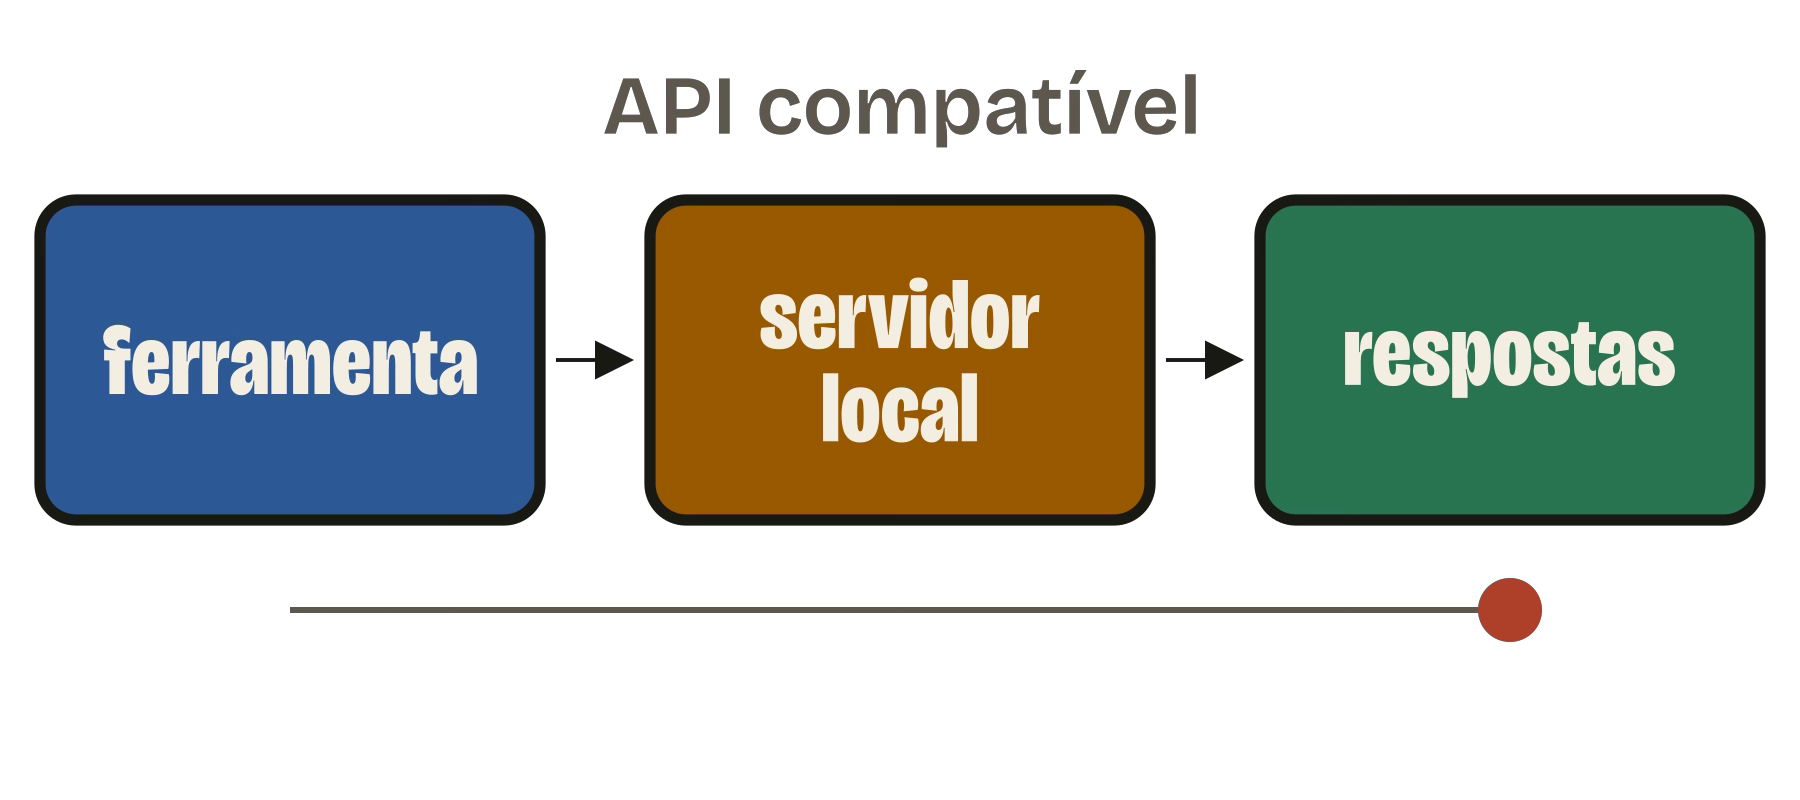 API compatível
ferramenta
servidor
local
respostas